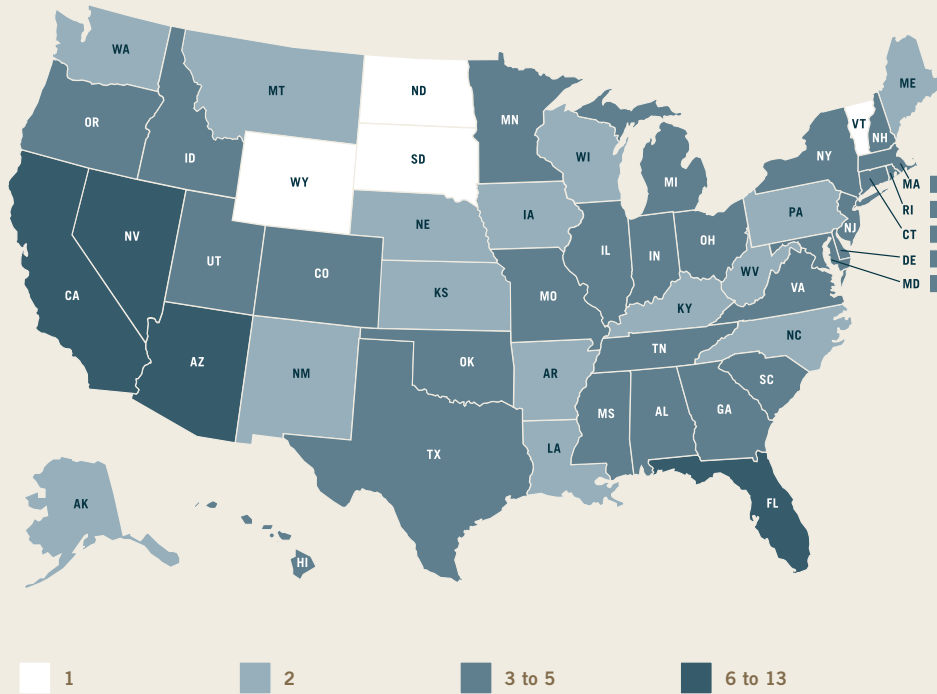 WA
MT
ND
MN
ME
OR
ID
SD
WI
VT
NH
NY
MI
WY
MA
RI
CT
NJ
DE
MD
NV
UT
CO
NE
IA
IL
IN
OH
PA
WV
VA
CA
KS
MO
KY
NC
AZ
NM
OK
AR
TN
SC
MS
AL
GA
TX
LA
FL
AK
HI
1
2
3 to 5
6 to 13